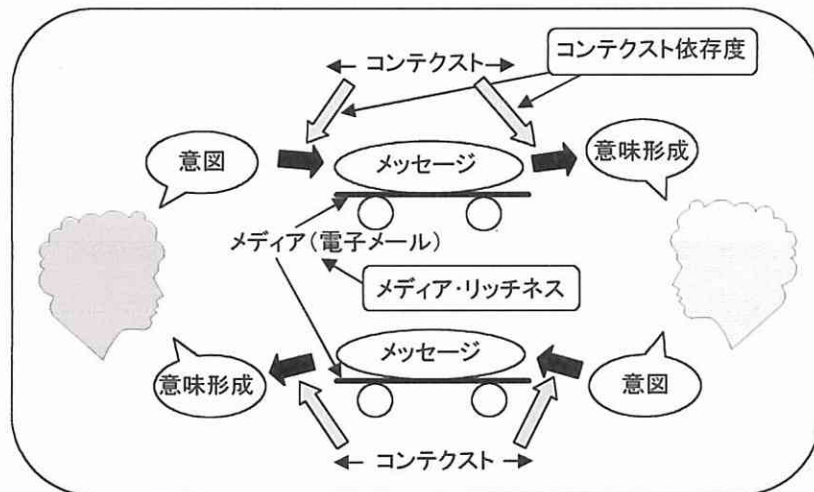 コンテクスト
コンテクスト依存度
意図
メッセージ
意味形成
メディア(電子メール)
メディア・リッチネス
メッセージ
意味形成
意図
コンテクスト